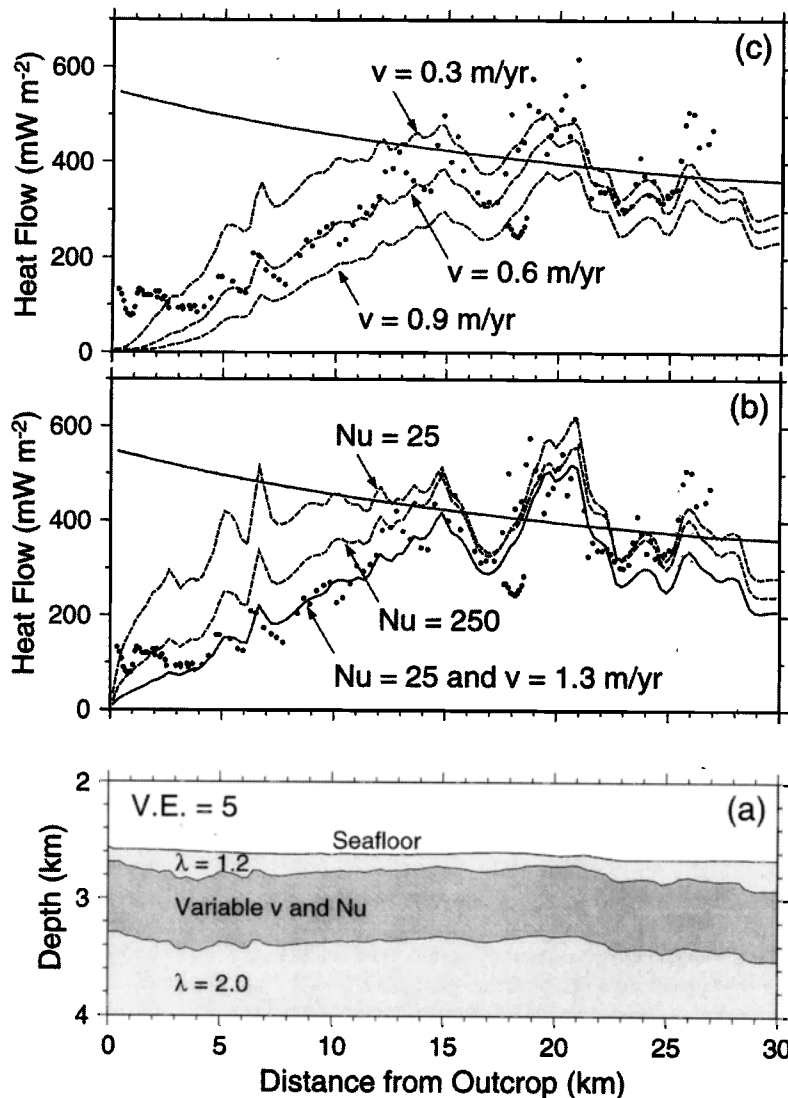 (c)
600
400
200
0
Heat Flow (mW m⁻²)
v = 0.3 m/yr
v = 0.6 m/yr
v = 0.9 m/yr
(b)
600
400
200
0
Heat Flow (mW m⁻²)
Nu = 25
Nu = 250
Nu = 25 and v = 1.3 m/yr
(a)
2
3
4
Depth (km)
V.E. = 5
Seafloor
λ = 1.2
Variable v and Nu
λ = 2.0
0 5 10 15 20 25 30
Distance from Outcrop (km)